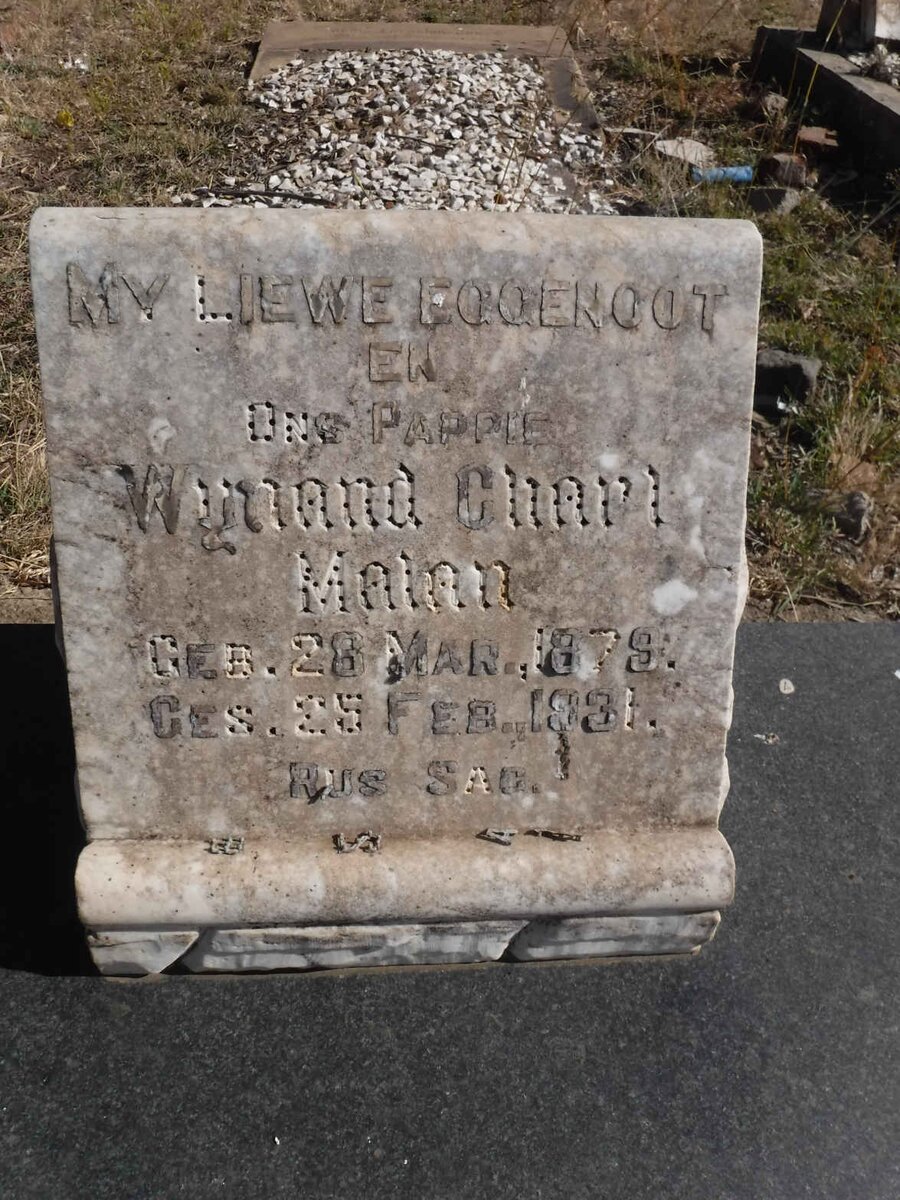 MY LIEWE EGGENOOT
EN
ONS PAPPIE
Wynand Charl
Malan
GEB. 28 MAR., 1879.
GES. 25 FEB., 1931.
RUS SAG.